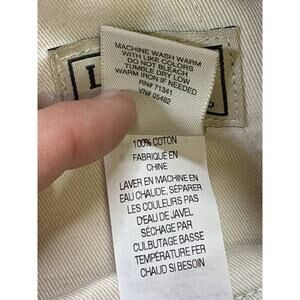 MACHINE WASH WARM
WITH LIKE COLORS
DO NOT BLEACH
TUMBLE DRY LOW
WARM IRON IF NEEDED
RN# 71341
VN# 05492
100% COTON
FABRIQUÉ EN
CHINE
LAVER EN MACHINE EN
EAU CHAUDE. SÉPARER
LES COULEURS PAS
D'EAU DE JAVEL
SÉCHAGE PAR
CULBUTAGE BASSE
TEMPÉRATURE FER
CHAUD SI BESOIN